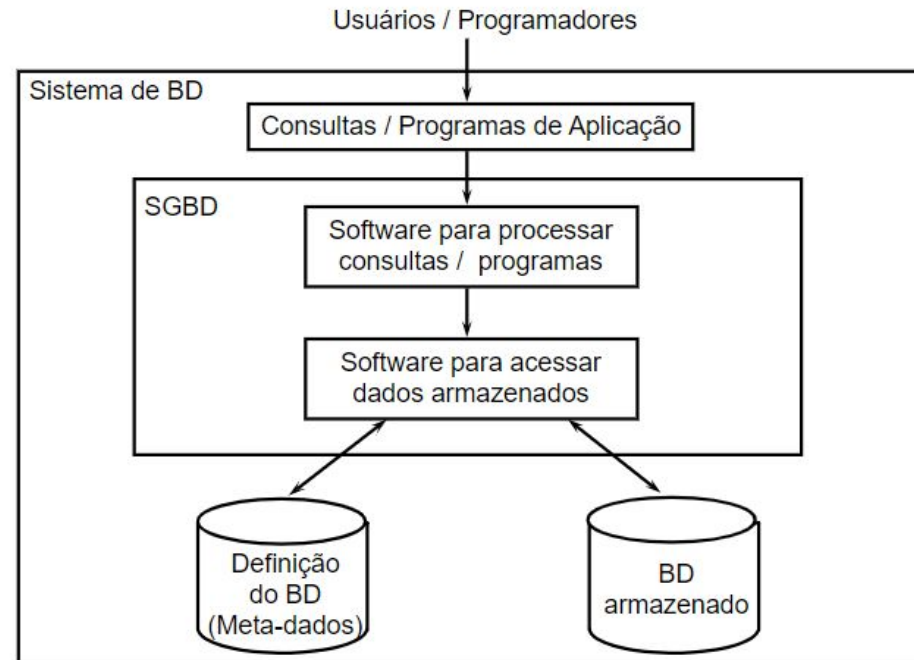 Usuários / Programadores
Sistema de BD
Consultas / Programas de Aplicação
SGBD
Software para processar
consultas / programas
Software para acessar
dados armazenados
Definição
do BD
(Meta-dados)
BD
armazenado